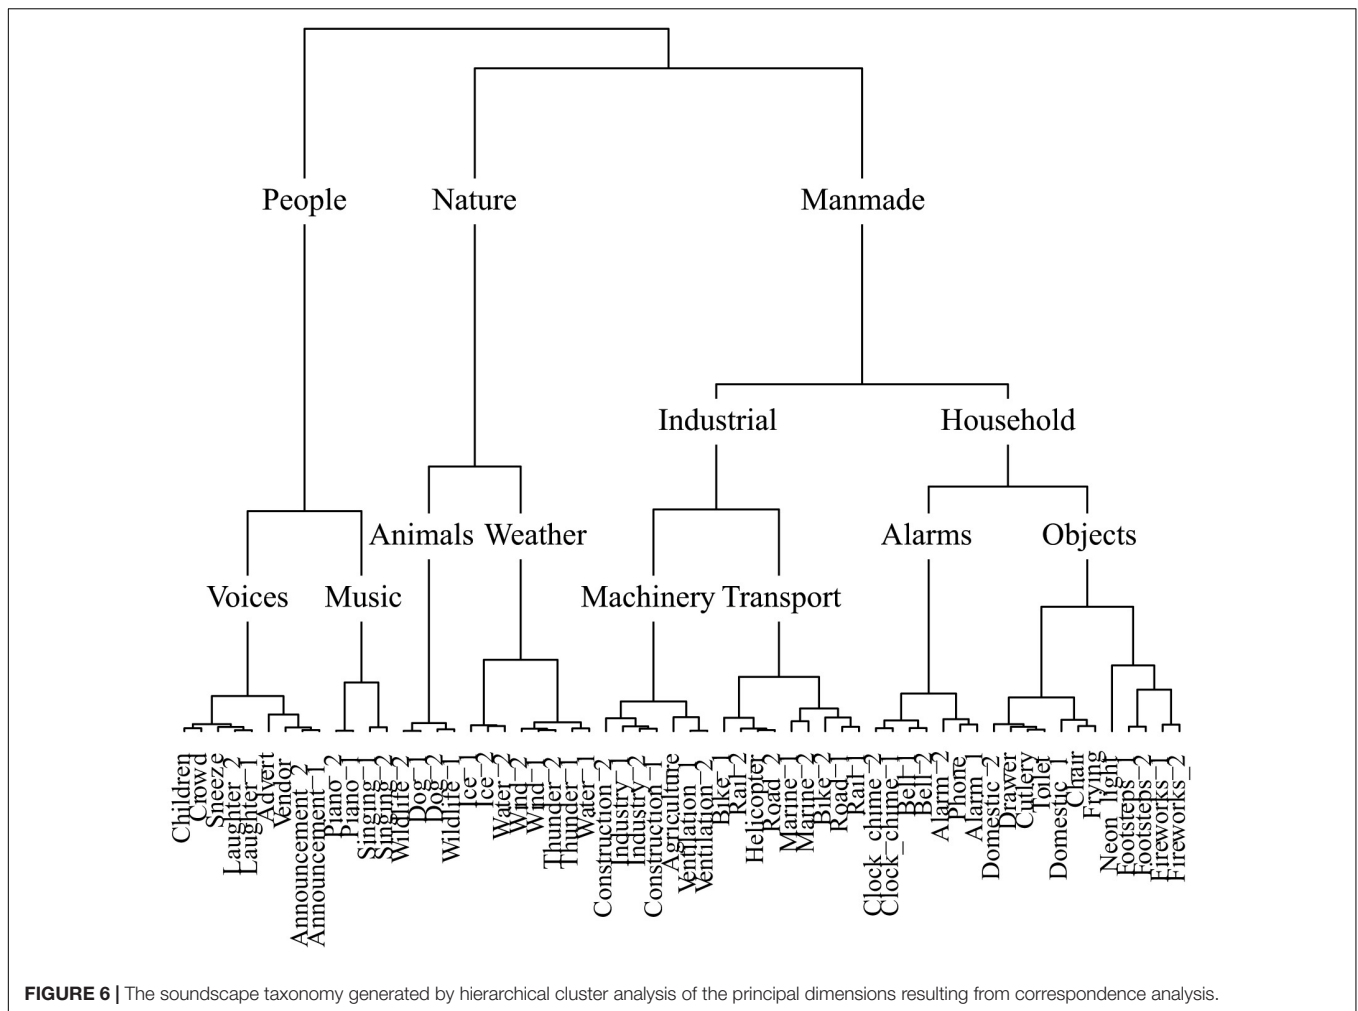 People Nature Manmade
Industrial Household
Animals Weather Alarms Objects
Voices Music Machinery Transport
Children
Crowd
Sneeze
Laughter_2
Laughter_1
Advert
Vendor
Announcement_2
Announcement_1
Piano_2
Piano_1
Singing_1
Singing_2
Wildlife_2
Dog_1
Dog_2
Wildlife_1
Ice_1
Ice_2
Water_2
Wind_2
Wind_1
Thunder_2
Thunder_1
Water_1
Construction_2
Industry_1
Industry_2
Construction_1
Agriculture
Ventilation_1
Ventilation_2
Bike_1
Rail_2
Helicopter
Road_2
Marine_1
Marine_2
Bike_2
Road_1
Rail_1
Clock_chime_2
Clock_chime_1
Bell_1
Bell_2
Alarm_2
Phone
Alarm_1
Domestic_2
Drawer
Cutlery
Toilet
Domestic_1
Chair
Frying
Neon_light
Footsteps_1
Footsteps_2
Fireworks_1
Fireworks_2
FIGURE 6 | The soundscape taxonomy generated by hierarchical cluster analysis of the principal dimensions resulting from correspondence analysis.